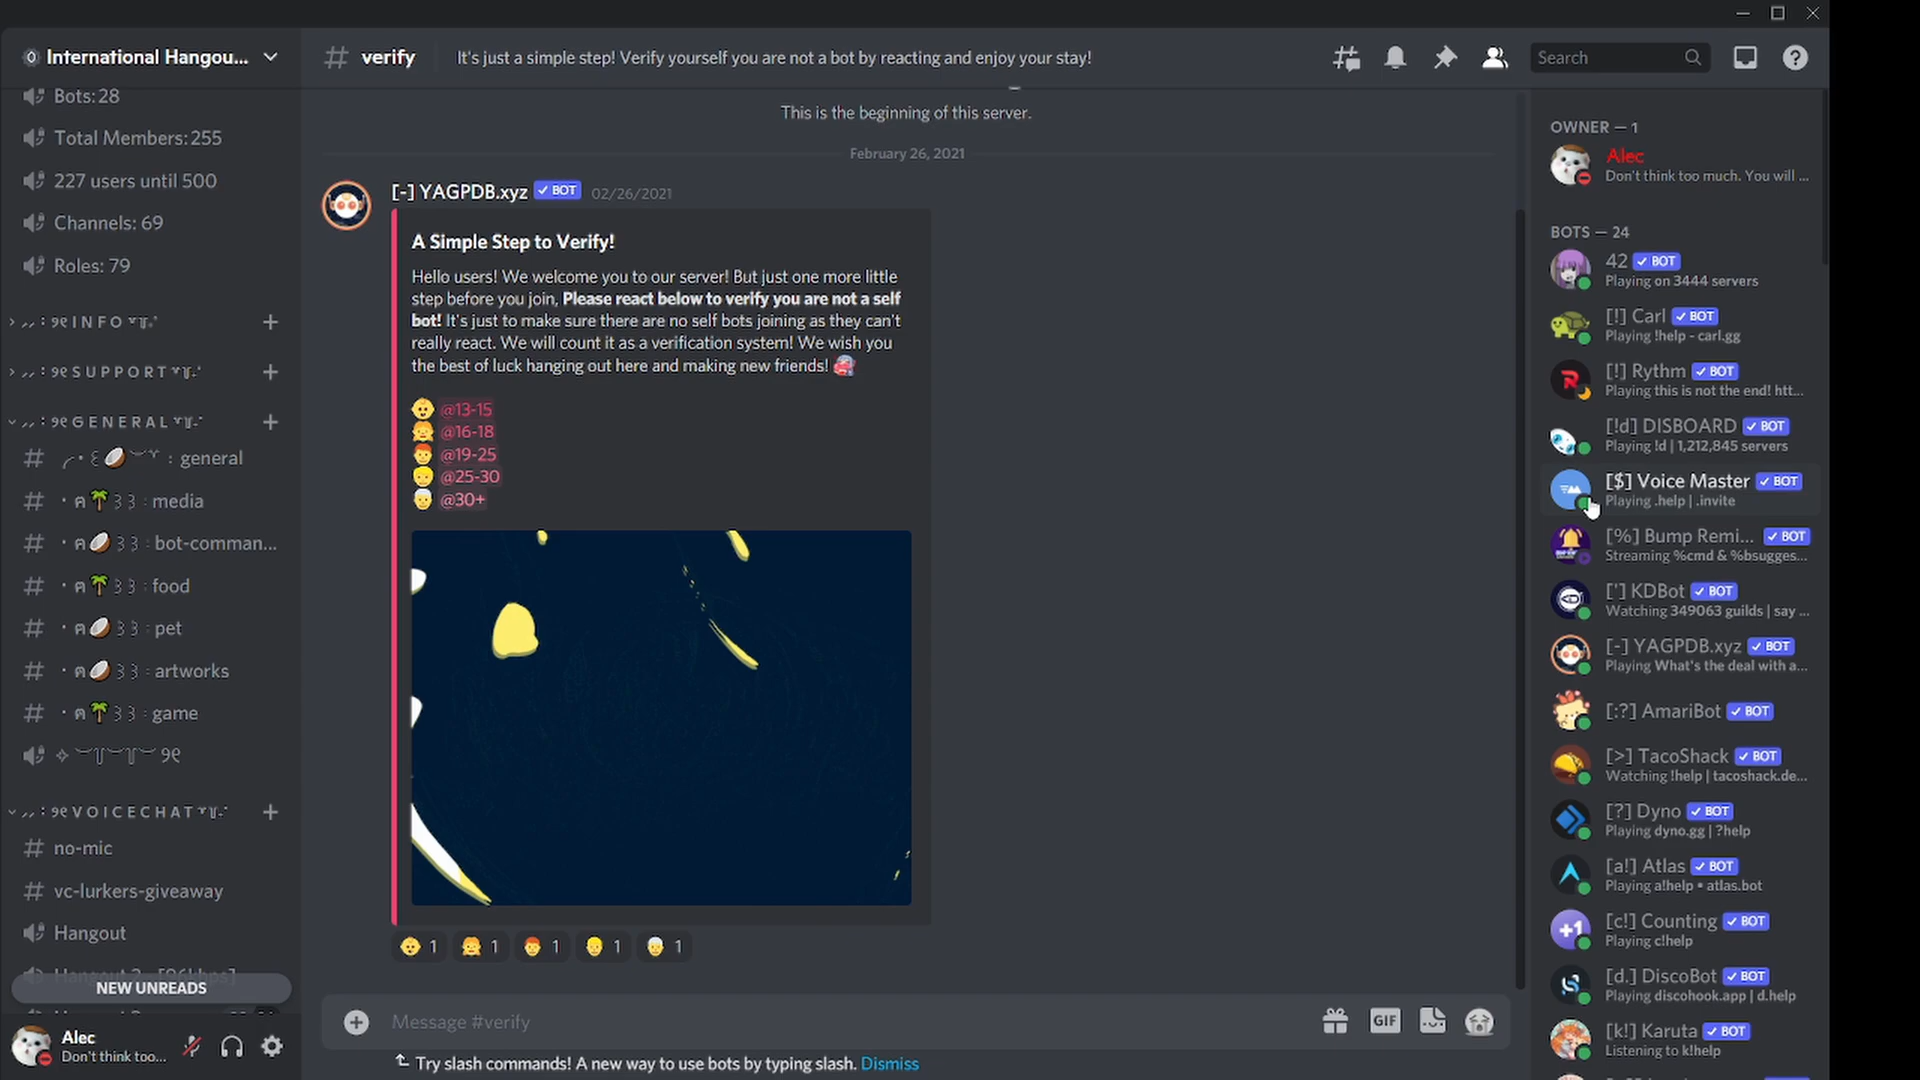 International Hangou...
Bots: 28
Total Members: 255
227 users until 500
Channels: 69
Roles: 79
INFO
SUPPORT
GENERAL
general
media
bot-comman...
food
pet
artworks
game
VOICECHAT
no-mic
vc-lurkers-giveaway
Hangout
NEW UNREADS
Alec
Don't think too...
# verify
It's just a simple step! Verify yourself you are not a bot by reacting and enjoy your stay!
Search
This is the beginning of this server.
February 26, 2021
[-] YAGPDB.xyz ✓ BOT 02/26/2021
A Simple Step to Verify!
Hello users! We welcome you to our server! But just one more little
step before you join, Please react below to verify you are not a self
bot! It's just to make sure there are no self bots joining as they can't
really react. We will count it as a verification system! We wish you
the best of luck hanging out here and making new friends!
@13-15
@16-18
@19-25
@25-30
@30+
1 1 1 1 1
Message #verify
GIF
Try slash commands! A new way to use bots by typing slash. Dismiss
OWNER — 1
Alec
Don't think too much. You will ...
BOTS — 24
42 ✓ BOT
Playing on 3444 servers
[!] Carl ✓ BOT
Playing !help - carl.gg
[!] Rythm ✓ BOT
Playing this is not the end! htt...
[!d] DISBOARD ✓ BOT
Playing !d | 1,212,845 servers
[$] Voice Master ✓ BOT
Playing .help | .invite
[%] Bump Remi... ✓ BOT
Streaming %cmd & %bsugges...
['] KDBot ✓ BOT
Watching 349063 guilds | say ...
[-] YAGPDB.xyz ✓ BOT
Playing What's the deal with a...
[:?] AmariBot ✓ BOT
[>] TacoShack ✓ BOT
Watching !help | tacoshack.de...
[?] Dyno ✓ BOT
Playing dyno.gg | ?help
[a!] Atlas ✓ BOT
Playing a!help • atlas.bot
[c!] Counting ✓ BOT
Playing c!help
[d.] DiscoBot ✓ BOT
Playing discohook.app | d.help
[k!] Karuta ✓ BOT
Listening to k!help